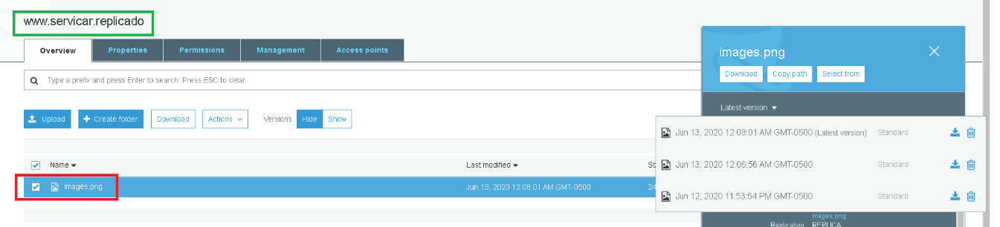 www.servicar.replicado
Overview Properties Permissions Management Access points
Type a prefix and press Enter to search. Press ESC to clear.
Upload Create folder Download Actions Versions Hide Show
Name Last modified
images.png Jun 13, 2020 12:08:01 AM GMT-0500 24
images.png
Download Copy path Select from
Latest version
Jun 13, 2020 12:08:01 AM GMT-0500 (Latest version) Standard
Jun 13, 2020 12:06:56 AM GMT-0500 Standard
Jun 12, 2020 11:53:54 PM GMT-0500 Standard
Replication REPLICA